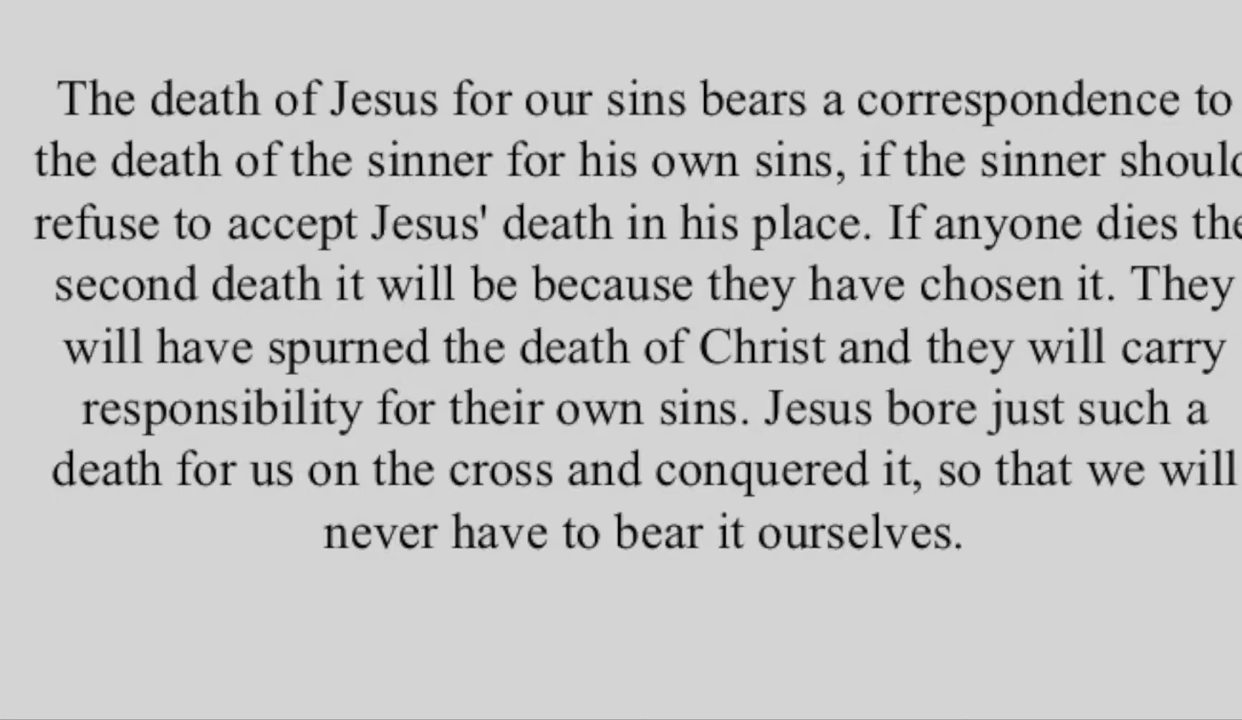 The death of Jesus for our sins bears a correspondence to
the death of the sinner for his own sins, if the sinner should
refuse to accept Jesus' death in his place. If anyone dies the
second death it will be because they have chosen it. They
will have spurned the death of Christ and they will carry
responsibility for their own sins. Jesus bore just such a
death for us on the cross and conquered it, so that we will
never have to bear it ourselves.